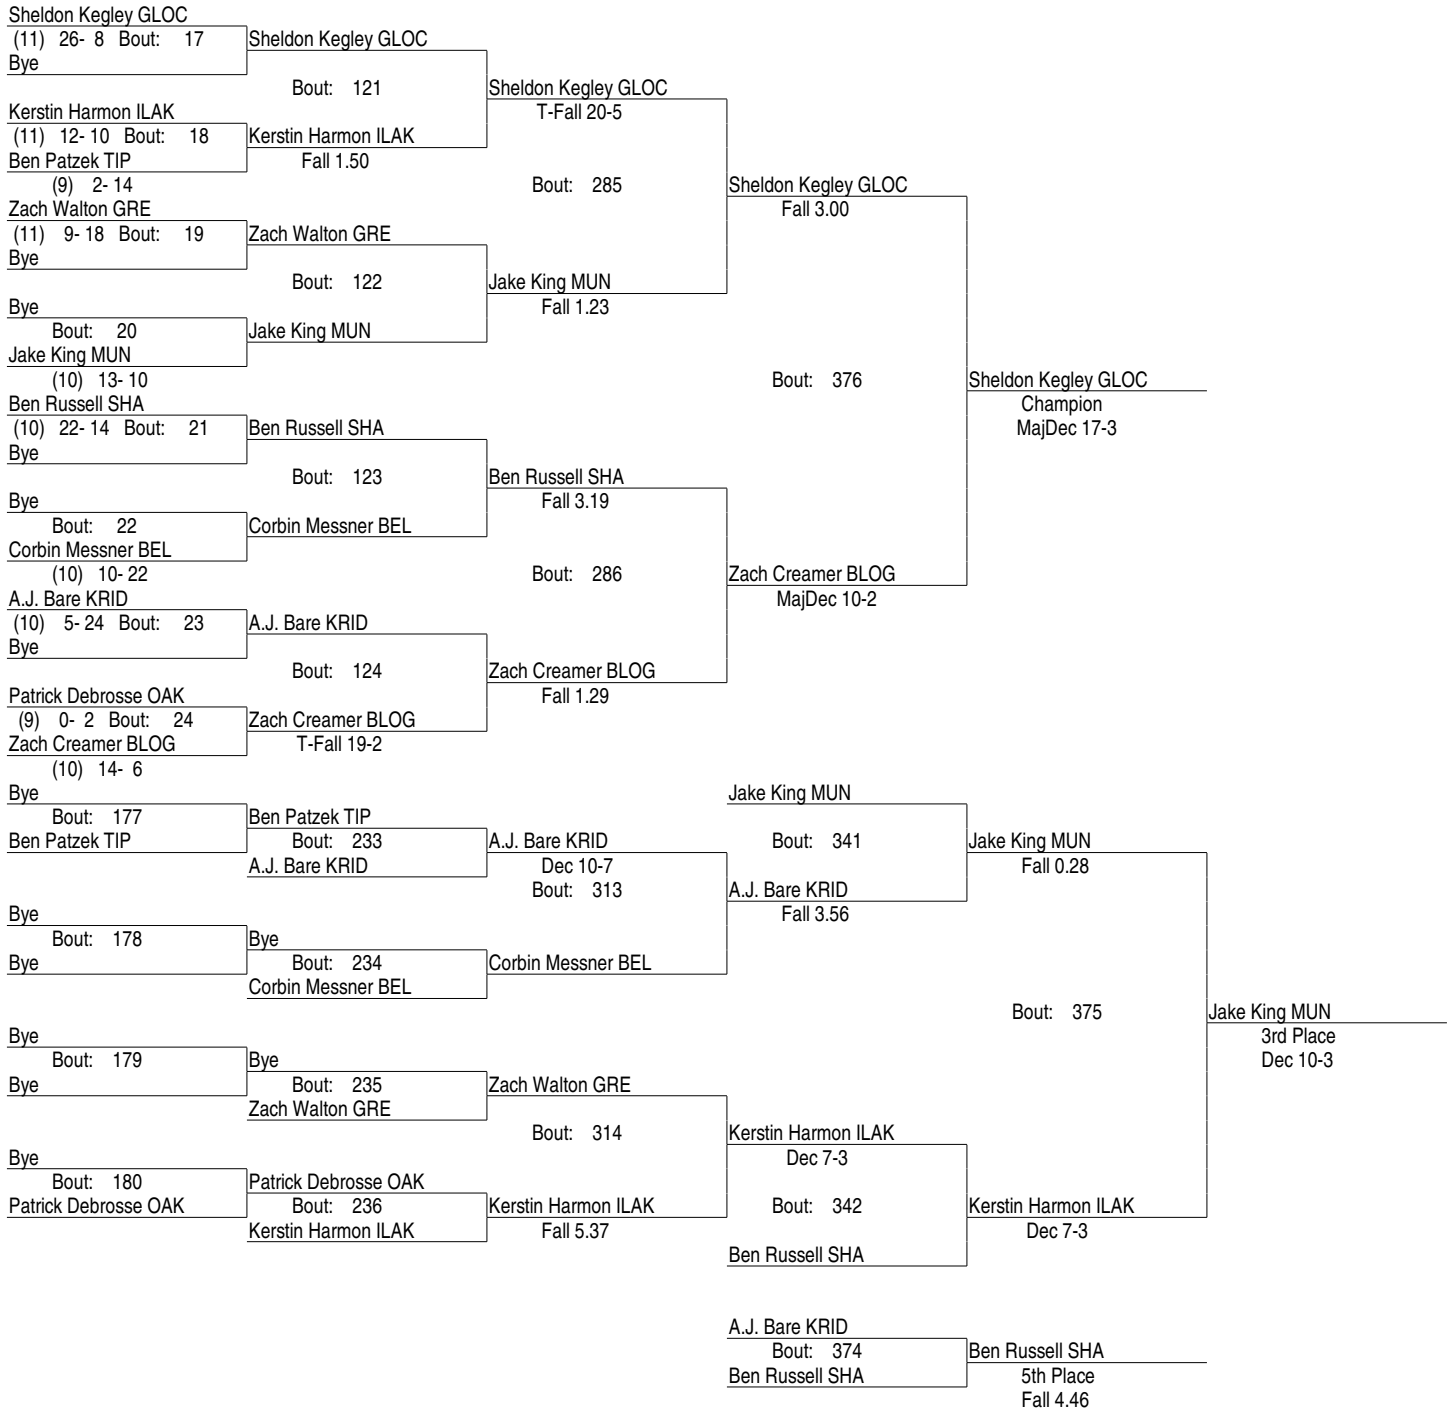 Sheldon Kegley GLOC
(11) 26- 8 Bout: 17 Sheldon Kegley GLOC
Bye
Bout: 121 Sheldon Kegley GLOC
Kerstin Harmon ILAK T-Fall 20-5
(11) 12- 10 Bout: 18 Kerstin Harmon ILAK
Ben Patzek TIP Fall 1.50
(9) 2- 14 Bout: 285 Sheldon Kegley GLOC
Zach Walton GRE Fall 3.00
(11) 9- 18 Bout: 19 Zach Walton GRE
Bye
Bout: 122 Jake King MUN
Bye Fall 1.23
Bout: 20 Jake King MUN
Jake King MUN
(10) 13- 10 Bout: 376 Sheldon Kegley GLOC
Ben Russell SHA Champion
(10) 22- 14 Bout: 21 Ben Russell SHA MajDec 17-3
Bye
Bout: 123 Ben Russell SHA
Bye Fall 3.19
Bout: 22 Corbin Messner BEL
Corbin Messner BEL
(10) 10- 22 Bout: 286 Zach Creamer BLOG
A.J. Bare KRID MajDec 10-2
(10) 5- 24 Bout: 23 A.J. Bare KRID
Bye
Bout: 124 Zach Creamer BLOG
Patrick Debrosse OAK Fall 1.29
(9) 0- 2 Bout: 24 Zach Creamer BLOG
Zach Creamer BLOG T-Fall 19-2
(10) 14- 6
Bye Jake King MUN
Bout: 177 Ben Patzek TIP
Ben Patzek TIP Bout: 233 A.J. Bare KRID Bout: 341 Jake King MUN
A.J. Bare KRID Dec 10-7 Fall 0.28
Bout: 313 A.J. Bare KRID
Bye Fall 3.56
Bout: 178 Bye
Bye Bout: 234 Corbin Messner BEL
Corbin Messner BEL
Bout: 375 Jake King MUN
Bye 3rd Place
Bout: 179 Bye Dec 10-3
Bye Bout: 235 Zach Walton GRE
Zach Walton GRE
Bout: 314 Kerstin Harmon ILAK
Bye Dec 7-3
Bout: 180 Patrick Debrosse OAK
Patrick Debrosse OAK Bout: 236 Kerstin Harmon ILAK Bout: 342 Kerstin Harmon ILAK
Kerstin Harmon ILAK Fall 5.37 Dec 7-3
Ben Russell SHA
A.J. Bare KRID
Bout: 374 Ben Russell SHA
Ben Russell SHA 5th Place
Fall 4.46